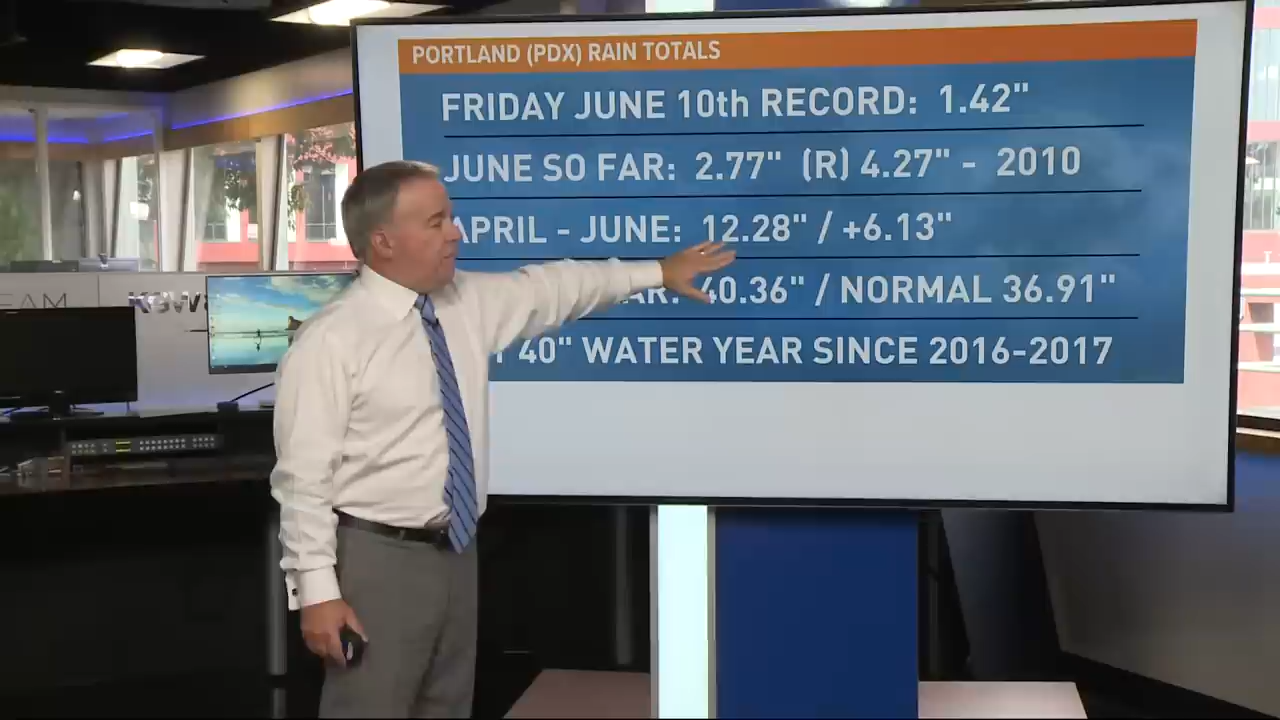 PORTLAND (PDX) RAIN TOTALS
FRIDAY JUNE 10th RECORD: 1.42"
JUNE SO FAR: 2.77" (R) 4.27" - 2010
APRIL - JUNE: 12.28" / +6.13"
40.36" / NORMAL 36.91"
40" WATER YEAR SINCE 2016-2017
KGW